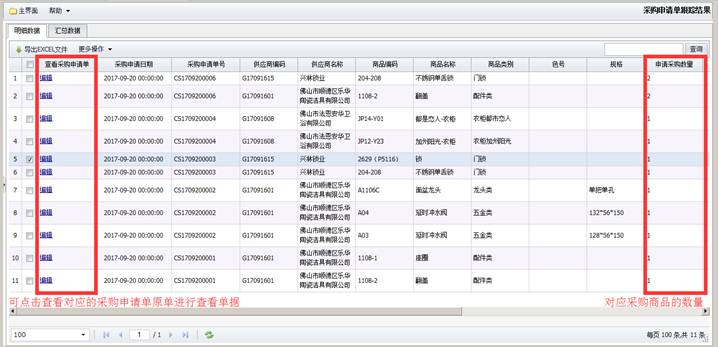 主界面 帮助 采购申请单跟踪结果
明细数据 汇总数据
导出EXCEL文件 更多操作 查询
查看采购申请单 采购申请日期 采购申请单号 供应商编码 供应商名称 商品编码 商品名称 商品类别 色号 规格 申请采购数量
1 编辑 2017-09-20 00:00:00 CS1709200006 G17091615 兴淋锁业 204-208 不锈钢单舌锁 门锁 2
2 编辑 2017-09-20 00:00:00 CS1709200006 G17091601 佛山市顺德区乐华陶瓷洁具有限公司 1108-2 翻盖 配件类 2
3 编辑 2017-09-20 00:00:00 CS1709200004 G17091608 佛山市法恩安华卫浴有限公司 JP14-Y01 都是恋人-衣柜 衣柜都市恋人 1
4 编辑 2017-09-20 00:00:00 CS1709200004 G17091608 佛山市法恩安华卫浴有限公司 JP12-Y23 加州阳光-衣柜 衣柜加州阳光 1
5 编辑 2017-09-20 00:00:00 CS1709200003 G17091615 兴淋锁业 2629（P5116） 锁 门锁 1
6 编辑 2017-09-20 00:00:00 CS1709200003 G17091615 兴淋锁业 204-208 不锈钢单舌锁 门锁 1
7 编辑 2017-09-20 00:00:00 CS1709200002 G17091601 佛山市顺德区乐华陶瓷洁具有限公司 A1106C 面盆龙头 龙头类 单把单孔 1
8 编辑 2017-09-20 00:00:00 CS1709200002 G17091601 佛山市顺德区乐华陶瓷洁具有限公司 A04 延时冲水阀 五金类 132*56*150 1
9 编辑 2017-09-20 00:00:00 CS1709200002 G17091601 佛山市顺德区乐华陶瓷洁具有限公司 A03 延时冲水阀 五金类 128*56*150 1
10 编辑 2017-09-20 00:00:00 CS1709200001 G17091601 佛山市顺德区乐华陶瓷洁具有限公司 1108-1 座圈 配件类 1
11 编辑 2017-09-20 00:00:00 CS1709200001 G17091601 佛山市顺德区乐华陶瓷洁具有限公司 1108-2 翻盖 配件类 1
可点击查看对应的采购申请单原单进行查看单据 对应采购商品的数量
100 1 / 1 每页 100 条,共 11 条